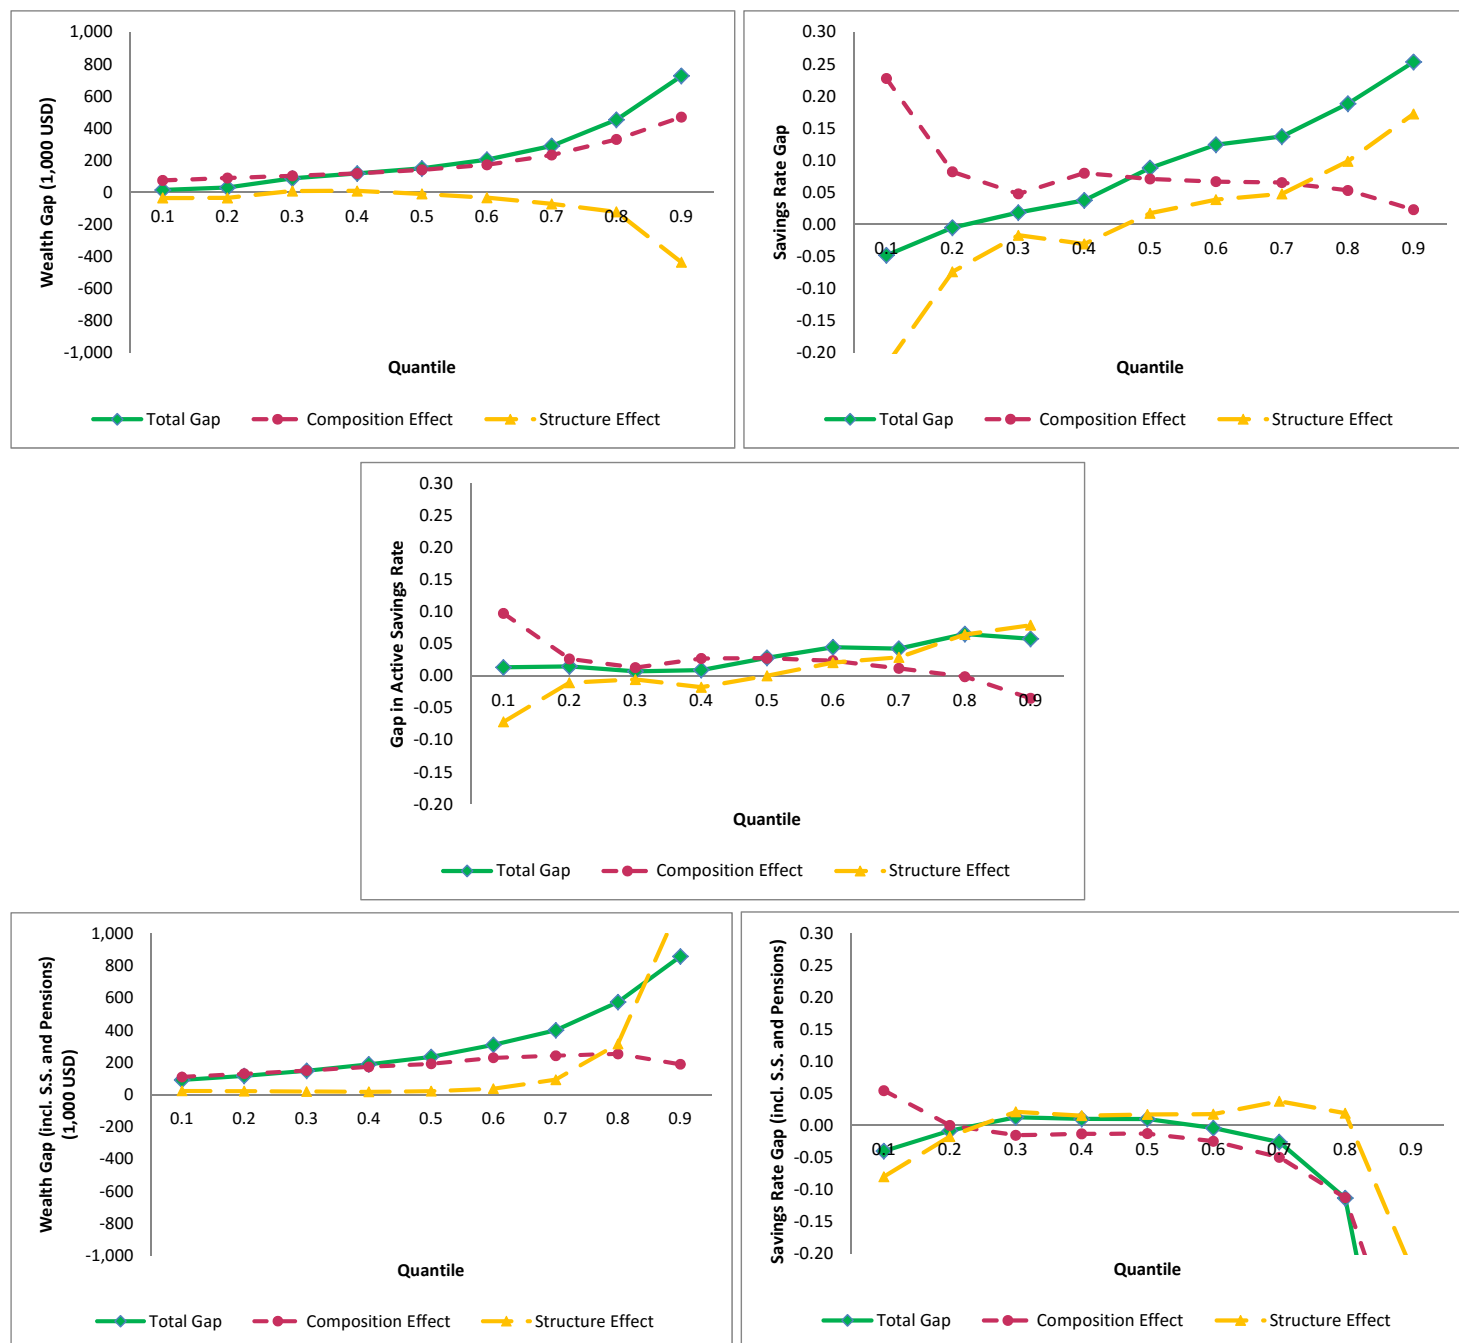 1,000
800
600
400
200
0
-200
-400
-600
-800
-1,000
Wealth Gap (1,000 USD)
0.1 0.2 0.3 0.4 0.5 0.6 0.7 0.8 0.9
Quantile
Total Gap Composition Effect Structure Effect
0.30
0.25
0.20
0.15
0.10
0.05
0.00
-0.05
-0.10
-0.15
-0.20
Savings Rate Gap
0.1 0.2 0.3 0.4 0.5 0.6 0.7 0.8 0.9
Quantile
Total Gap Composition Effect Structure Effect
0.30
0.25
0.20
0.15
0.10
0.05
0.00
-0.05
-0.10
-0.15
-0.20
Gap in Active Savings Rate
0.1 0.2 0.3 0.4 0.5 0.6 0.7 0.8 0.9
Quantile
Total Gap Composition Effect Structure Effect
1,000
800
600
400
200
0
-200
-400
-600
-800
-1,000
Wealth Gap (incl. S.S. and Pensions)
(1,000 USD)
0.1 0.2 0.3 0.4 0.5 0.6 0.7 0.8 0.9
Quantile
Total Gap Composition Effect Structure Effect
0.30
0.25
0.20
0.15
0.10
0.05
0.00
-0.05
-0.10
-0.15
-0.20
Savings Rate Gap (incl. S.S. and Pensions)
0.1 0.2 0.3 0.4 0.5 0.6 0.7 0.8 0.9
Quantile
Total Gap Composition Effect Structure Effect